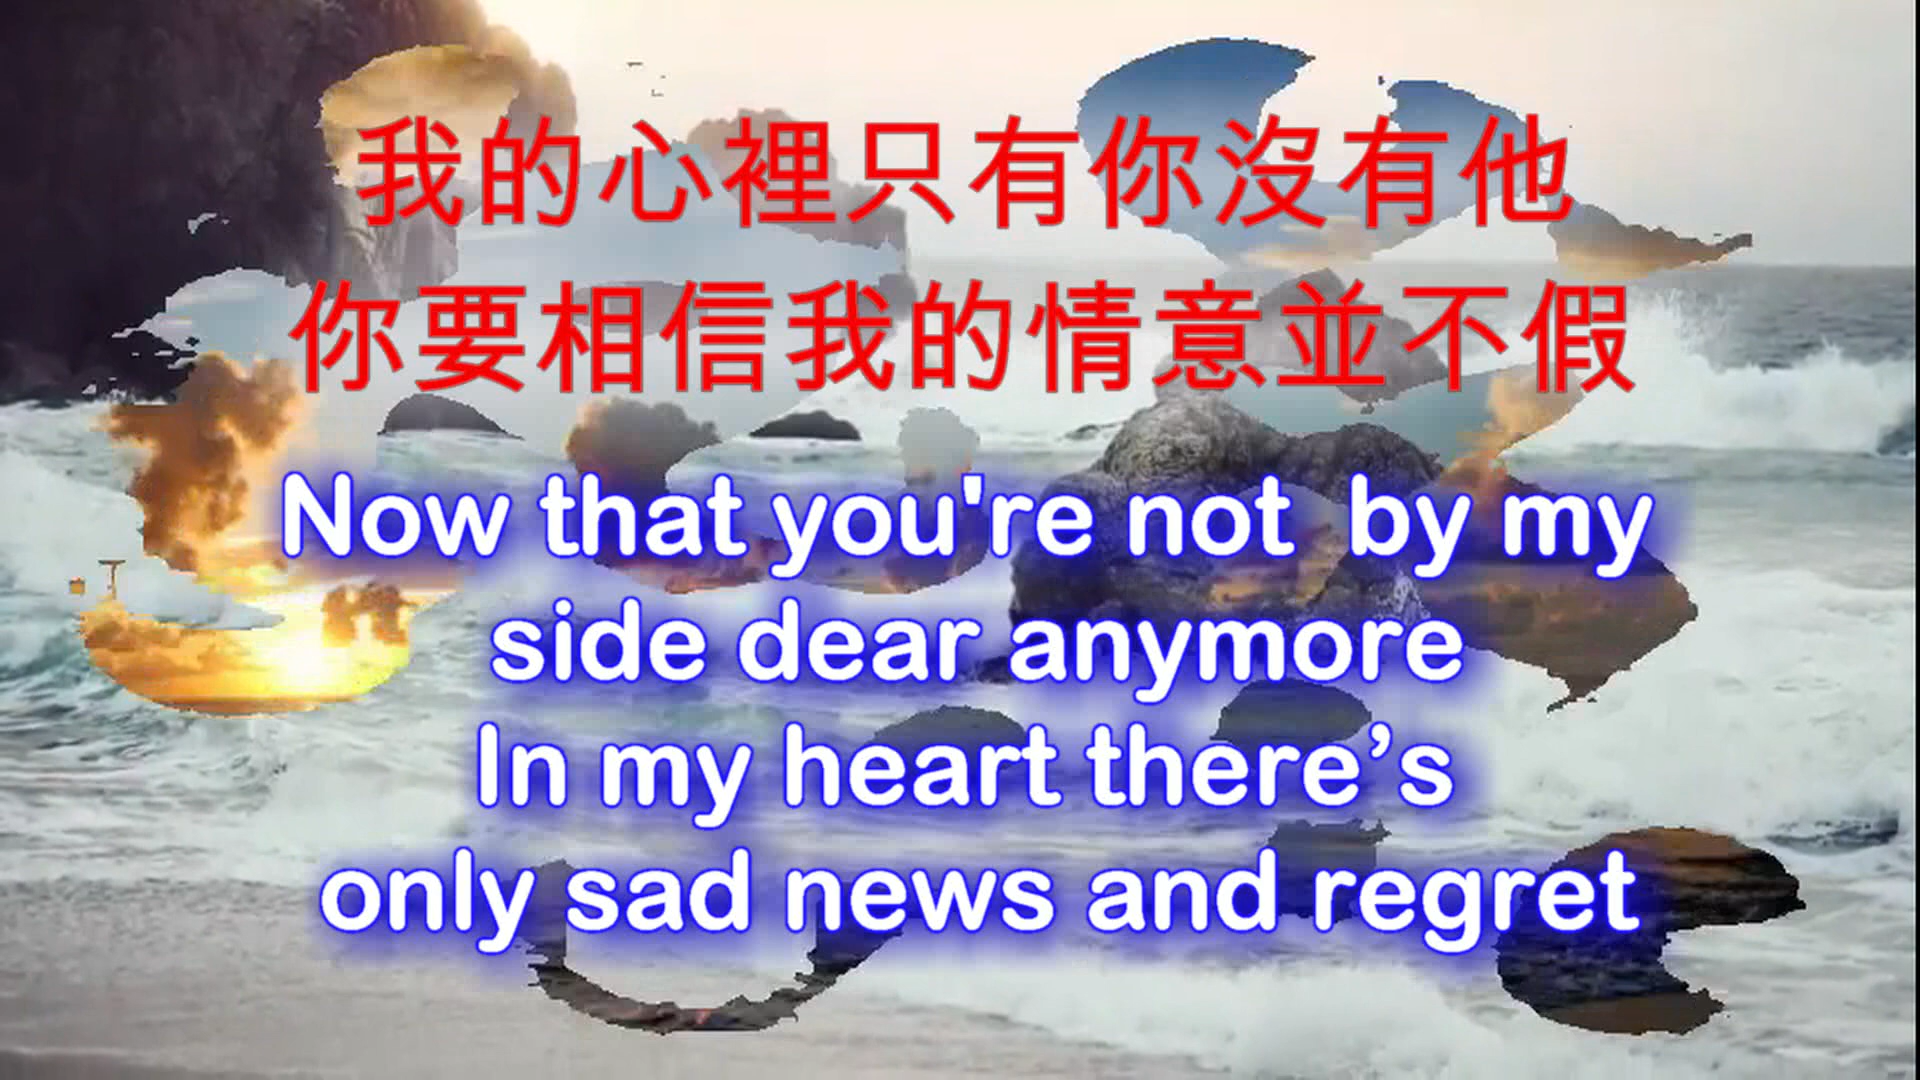 我的心裡只有你沒有他
你要相信我的情意並不假
Now that you're not  by my
side dear anymore
In my heart there’s
only sad news and regret